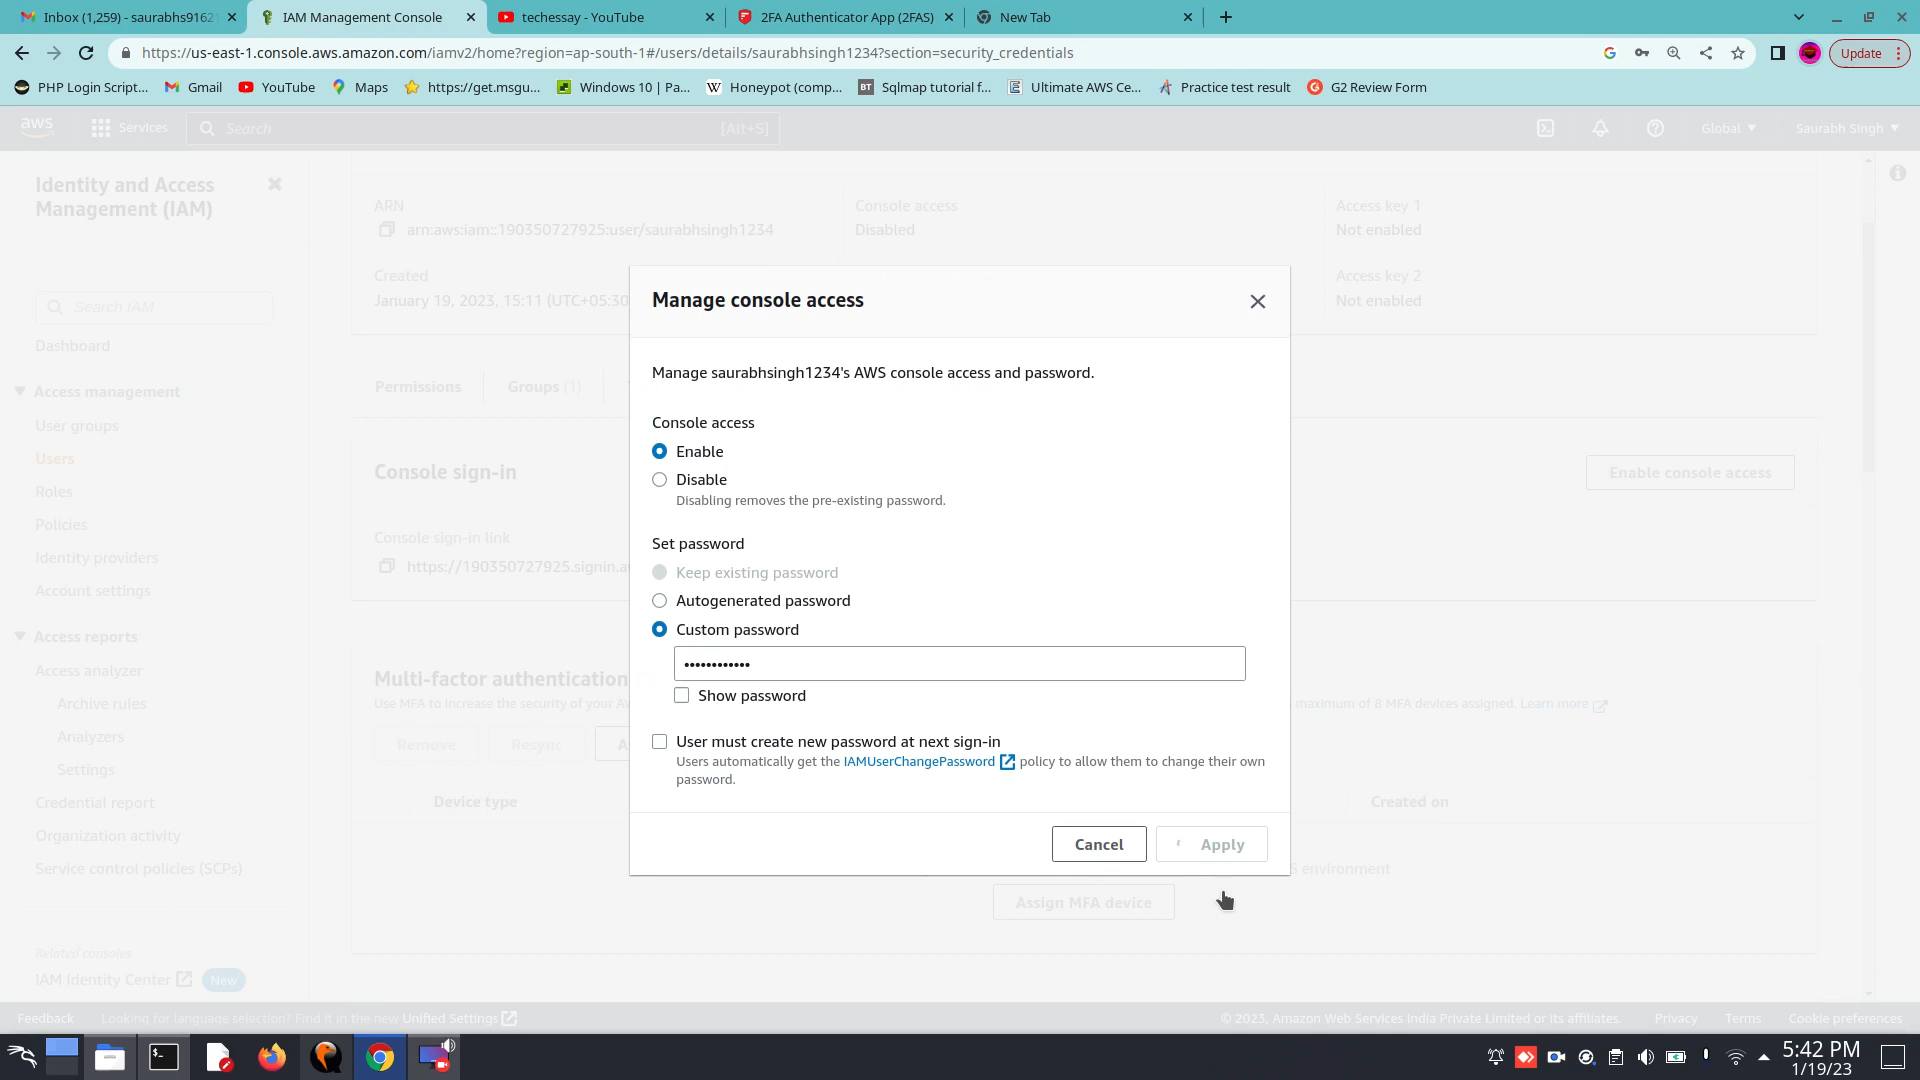 Inbox (1,259) - saurabhs9162
IAM Management Console
techessay - YouTube
2FA Authenticator App (2FAS)
New Tab
https://us-east-1.console.aws.amazon.com/iamv2/home?region=ap-south-1#/users/details/saurabhsingh1234?section=security_credentials
Update
PHP Login Script...
Gmail
YouTube
Maps
https://get.msgu...
Windows 10 | Pa...
Honeypot (comp...
Sqlmap tutorial f...
Ultimate AWS Ce...
Practice test result
G2 Review Form
aws
Services
Search
[Alt+S]
Global
Saurabh Singh
Identity and Access
Management (IAM)
Search IAM
Dashboard
Access management
User groups
Users
Roles
Policies
Identity providers
Account settings
Access reports
Access analyzer
Archive rules
Analyzers
Settings
Credential report
Organization activity
Service control policies (SCPs)
Related consoles
IAM Identity Center
New
ARN
arn:aws:iam::190350727925:user/saurabhsingh1234
Console access
Disabled
Access key 1
Not enabled
Created
January 19, 2023, 15:11 (UTC+05:30
Access key 2
Not enabled
Permissions
Groups (1)
Console sign-in
Enable console access
Console sign-in link
https://190350727925.signin.a
Multi-factor authentication
Use MFA to increase the security of your
maximum of 8 MFA devices assigned. Learn more
Remove
Resync
Device type
Created on
environment
Assign MFA device
Manage console access
Manage saurabhsingh1234's AWS console access and password.
Console access
Enable
Disable
Disabling removes the pre-existing password.
Set password
Keep existing password
Autogenerated password
Custom password
••••••••••••
Show password
User must create new password at next sign-in
Users automatically get the IAMUserChangePassword policy to allow them to change their own
password.
Cancel
Apply
Feedback
Looking for language selection? Find it in the new Unified Settings
© 2023, Amazon Web Services India Private Limited or its affiliates.
Privacy
Terms
Cookie preferences
5:42 PM
1/19/23